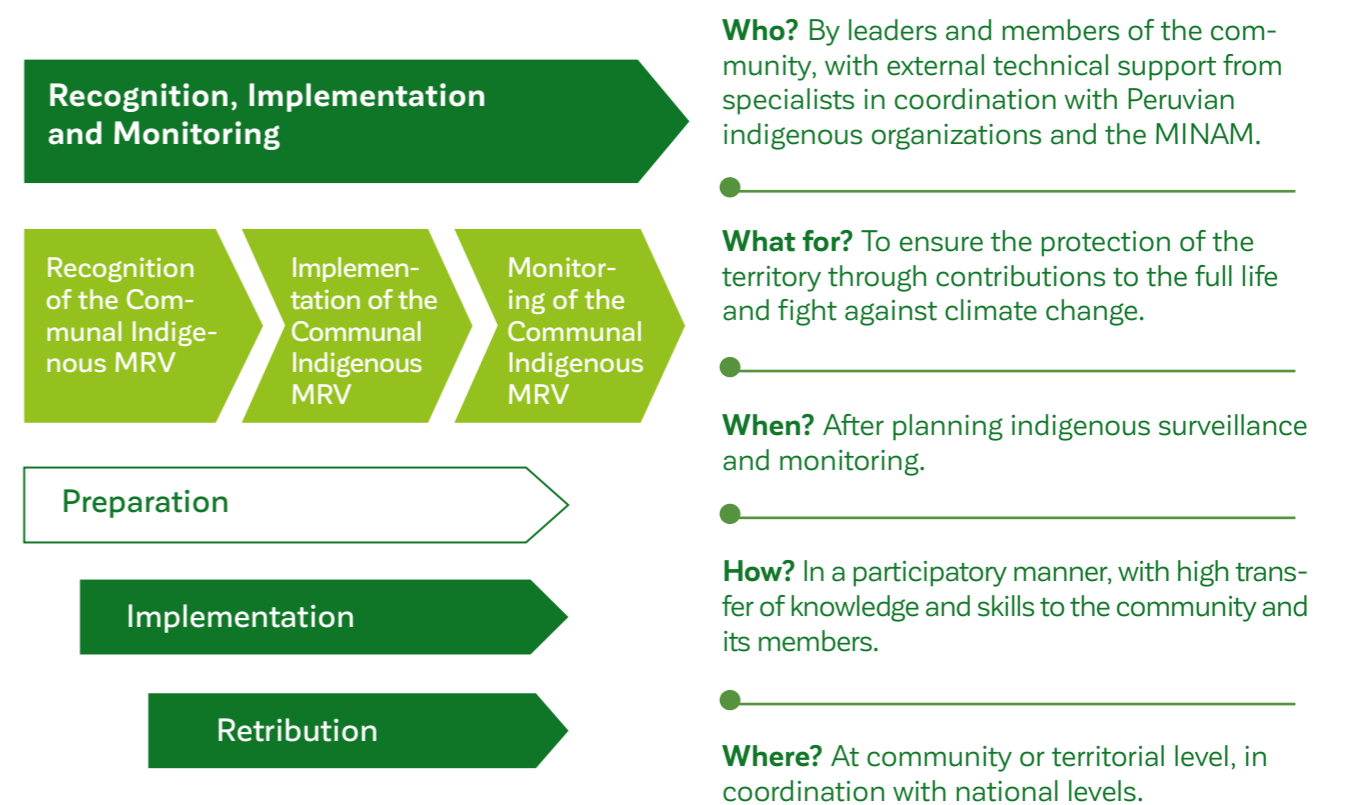 Recognition, Implementation
and Monitoring
Recognition
of the Com-
munal Indige-
nous MRV
Implemen-
tation of the
Communal
Indigenous
MRV
Monitor-
ing of the
Communal
Indigenous
MRV
Preparation
Implementation
Retribution
Who? By leaders and members of the com-
munity, with external technical support from
specialists in coordination with Peruvian
indigenous organizations and the MINAM.
What for? To ensure the protection of the
territory through contributions to the full life
and fight against climate change.
When? After planning indigenous surveillance
and monitoring.
How? In a participatory manner, with high trans-
fer of knowledge and skills to the community and
its members.
Where? At community or territorial level, in
coordination with national levels.